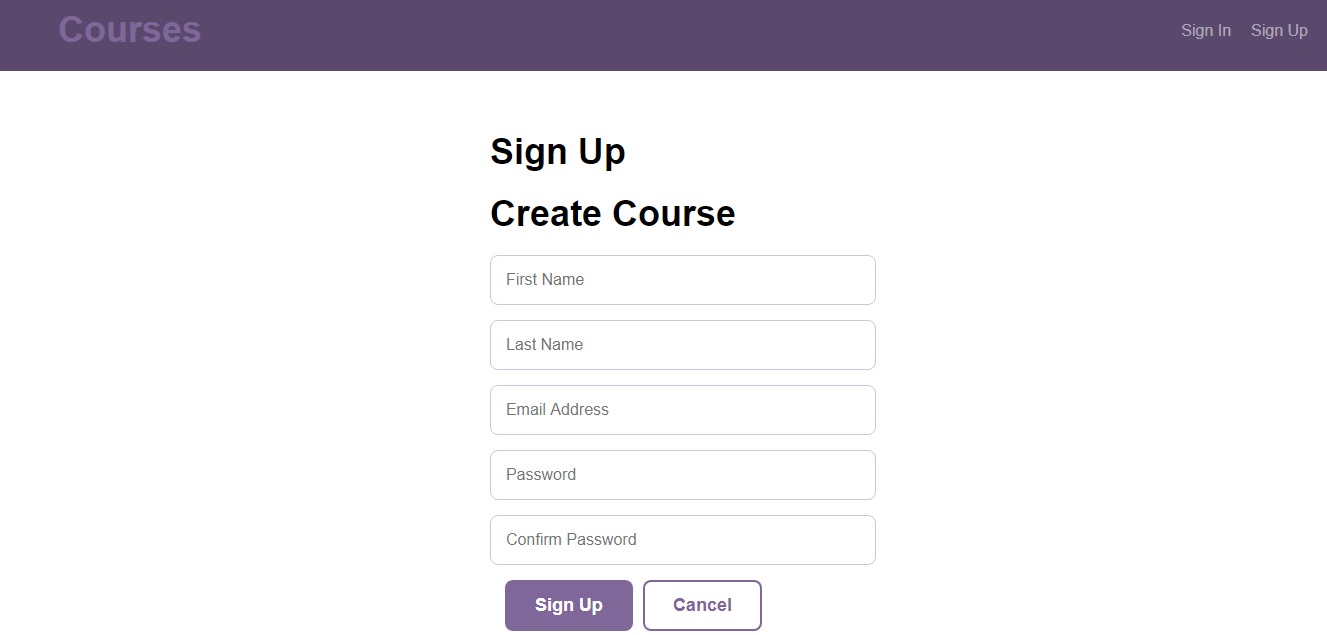 Courses
Sign In Sign Up
Sign Up
Create Course
First Name
Last Name
Email Address
Password
Confirm Password
Sign Up Cancel